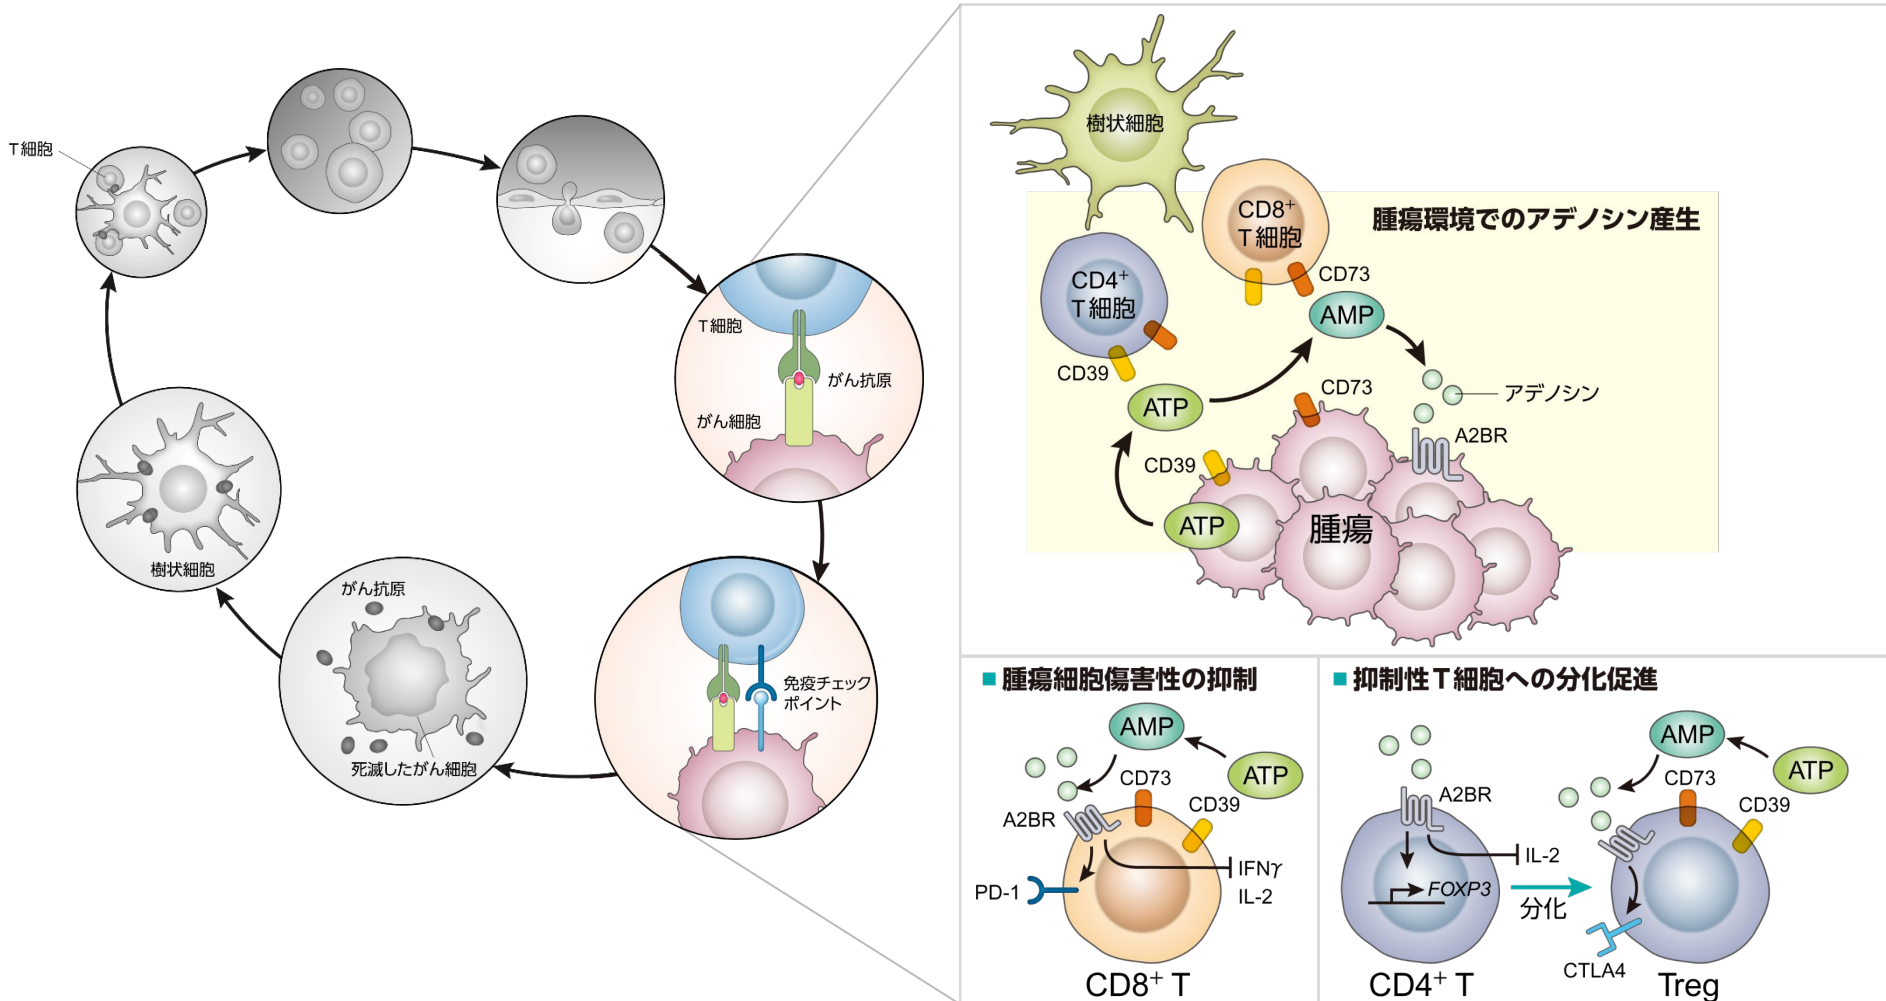 T細胞
T細胞
がん抗原
がん細胞
免疫チェック
ポイント
がん抗原
死滅したがん細胞
樹状細胞
樹状細胞
CD8⁺
T細胞
腫瘍環境でのアデノシン産生
CD4⁺
T細胞
CD73
AMP
CD39
ATP
CD73
アデノシン
A2BR
CD39
ATP
腫瘍
■腫瘍細胞傷害性の抑制
AMP
ATP
CD73
CD39
A2BR
IFNγ
IL-2
PD-1
CD8⁺ T
■抑制性T細胞への分化促進
AMP
ATP
A2BR
CD73
CD39
IL-2
FOXP3
分化
CTLA4
CD4⁺ T
Treg